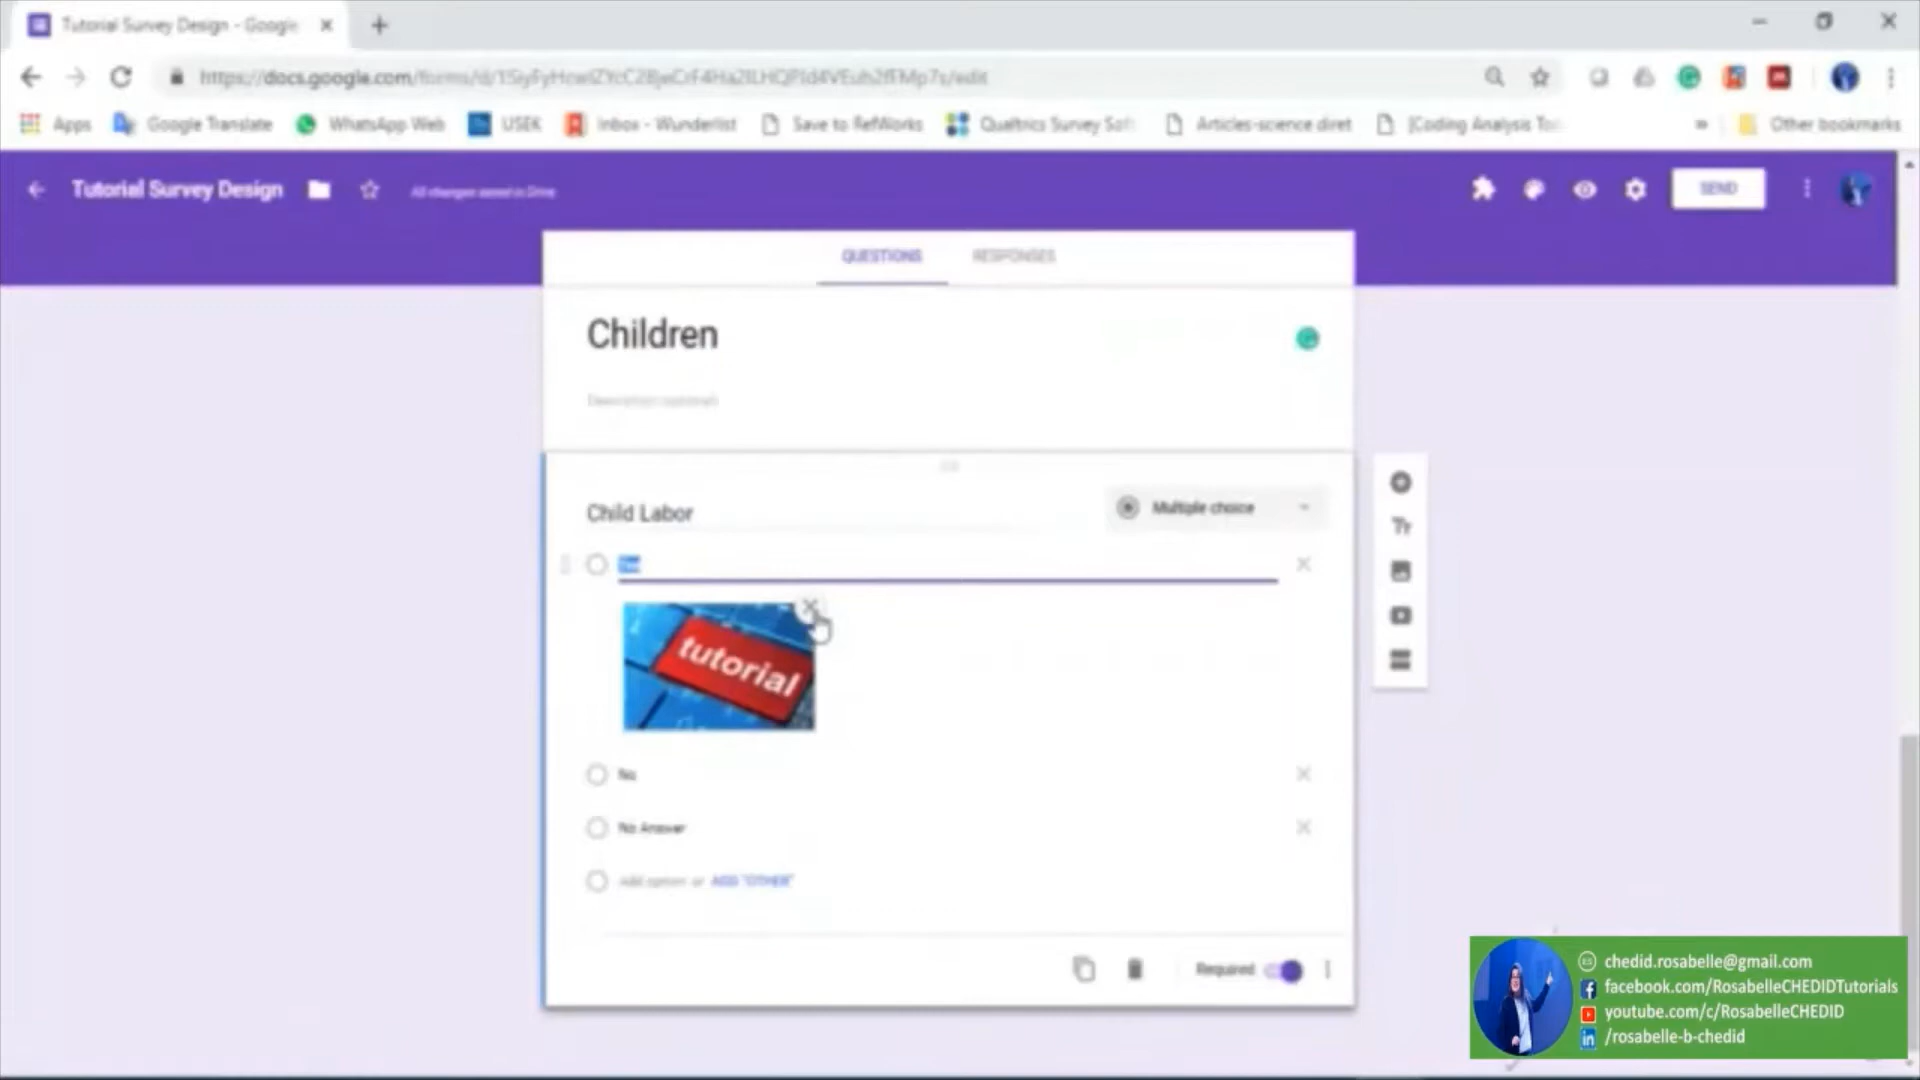 Tutorial Survey Design - Google
https://docs.google.com/forms/d/
Apps
Google Translate
WhatsApp Web
USEK
Inbox - Wunderlist
Save to RefWorks
Qualtrics Survey Soft
Articles-science diret
[Coding Analysis Too
»
Other bookmarks
Tutorial Survey Design
All changes saved in Drive
SEND
QUESTIONS
RESPONSES
Children
Description (optional)
Child Labor
Multiple choice
Yes
Tт
tutorial
No
No Answer
Add option or ADD "OTHER"
Required
chedid.rosabelle@gmail.com
facebook.com/RosabelleCHEDIDTutorials
youtube.com/c/RosabelleCHEDID
/rosabelle-b-chedid